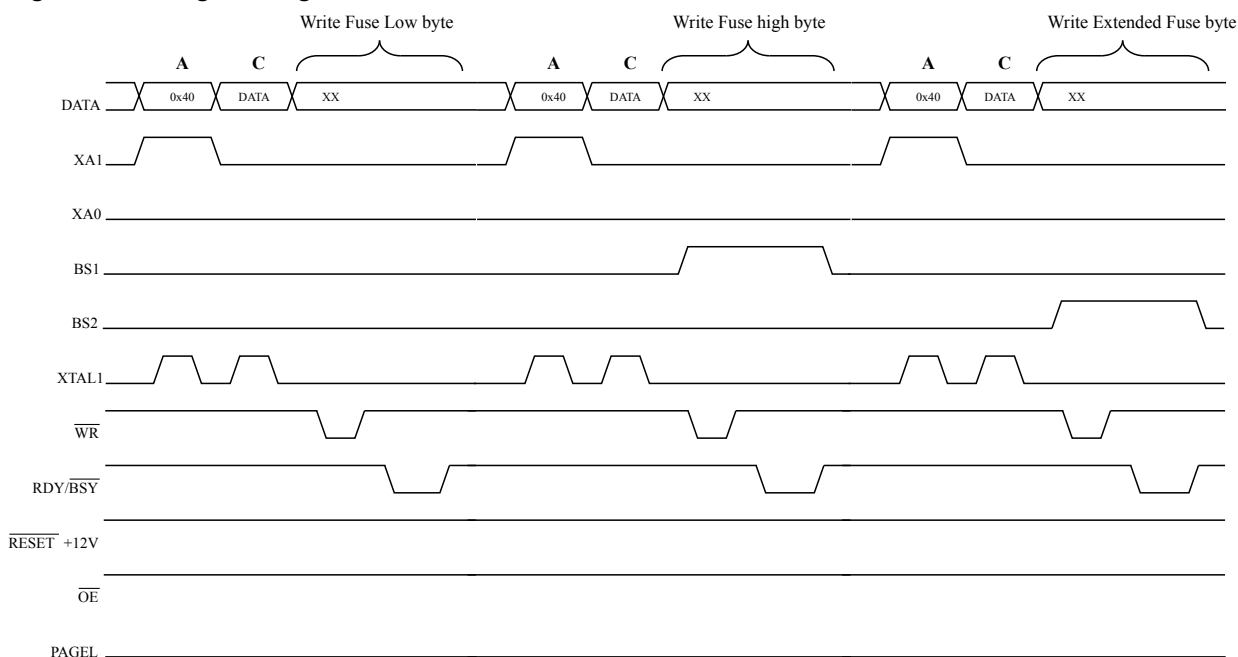 Write Fuse Low byte Write Fuse high byte Write Extended Fuse byte
A C A C A C
DATA 0x40 DATA XX 0x40 DATA XX 0x40 DATA XX
XA1
XA0
BS1
BS2
XTAL1
WR
RDY/BSY
RESET +12V
OE
PAGEL